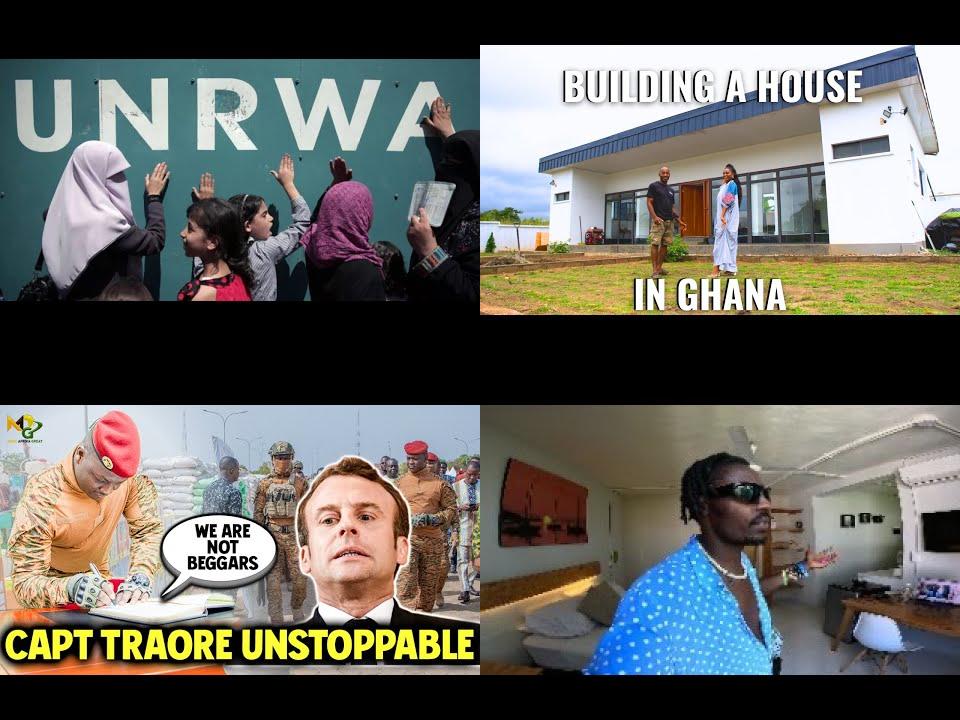 UNRWA
BUILDING A HOUSE
IN GHANA
WE ARE
NOT
BEGGARS
CAPT TRAORE UNSTOPPABLE